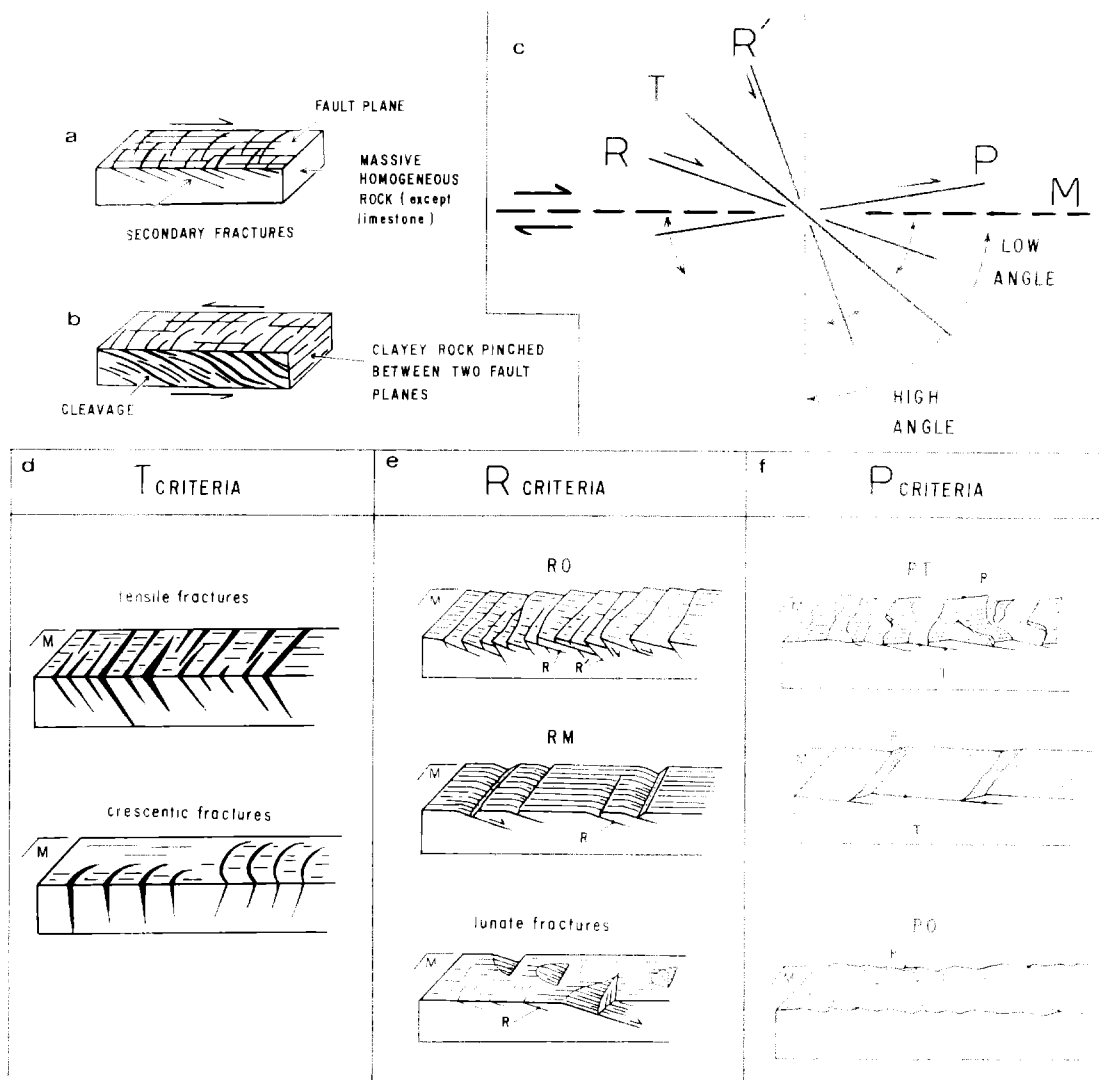 a
FAULT PLANE
MASSIVE
HOMOGENEOUS
ROCK (except
limestone)
SECONDARY FRACTURES
b
CLAYEY ROCK PINCHED
BETWEEN TWO FAULT
PLANES
CLEAVAGE
c
R′
T
R
P
M
LOW
ANGLE
HIGH
ANGLE
d
T CRITERIA
tensile fractures
M
crescentic fractures
M
e
R CRITERIA
RO
M
R R′
RM
M
R
lunate fractures
M
R
f
P CRITERIA
PT
P
T
PO